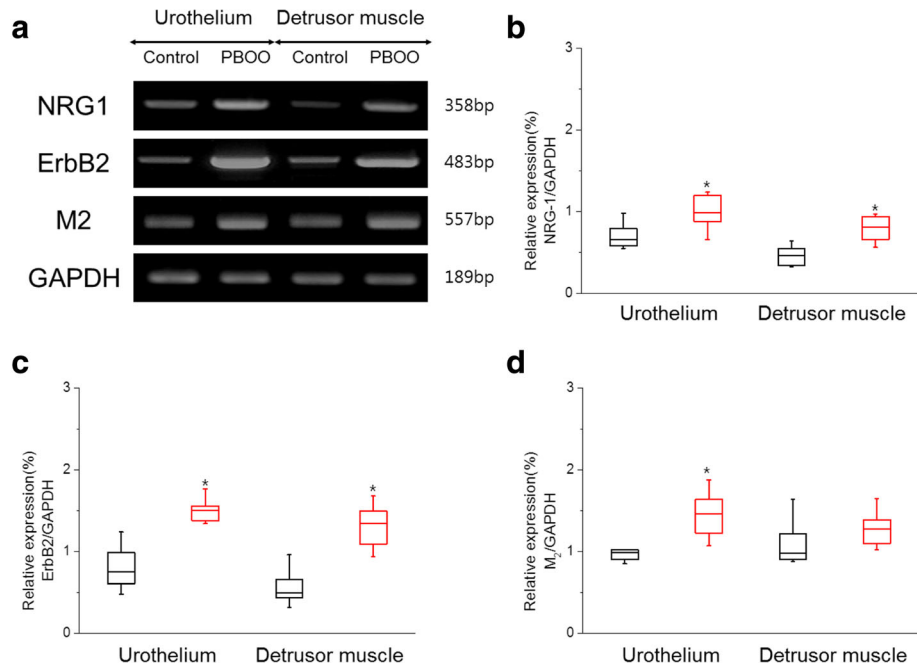 a
Urothelium Detrusor muscle
Control PBOO Control PBOO
NRG1 358bp
ErbB2 483bp
M2 557bp
GAPDH 189bp
b
Relative expression(%)
NRG-1/GAPDH
3
2
1
0
* *
Urothelium Detrusor muscle
c
Relative expression(%)
ErbB2/GAPDH
3
2
1
0
* *
Urothelium Detrusor muscle
d
Relative expression(%)
M₂/GAPDH
3
2
1
0
*
Urothelium Detrusor muscle